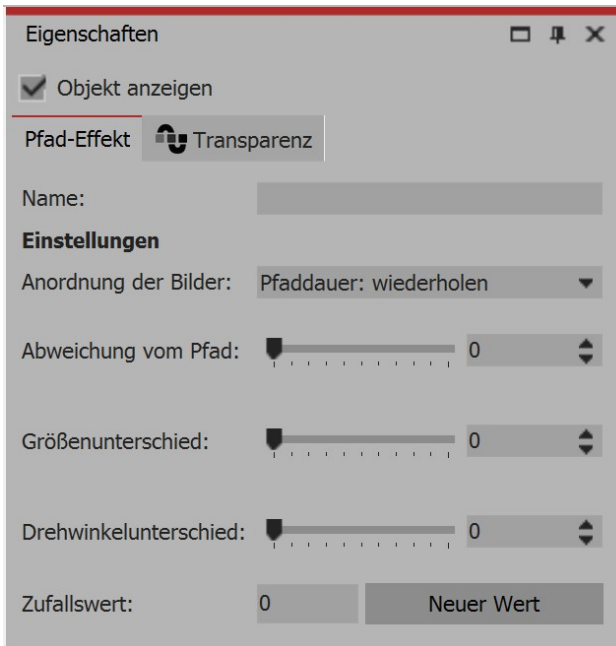 Eigenschaften
Objekt anzeigen
Pfad-Effekt Transparenz
Name:
Einstellungen
Anordnung der Bilder: Pfaddauer: wiederholen
Abweichung vom Pfad: 0
Größenunterschied: 0
Drehwinkelunterschied: 0
Zufallswert: 0 Neuer Wert